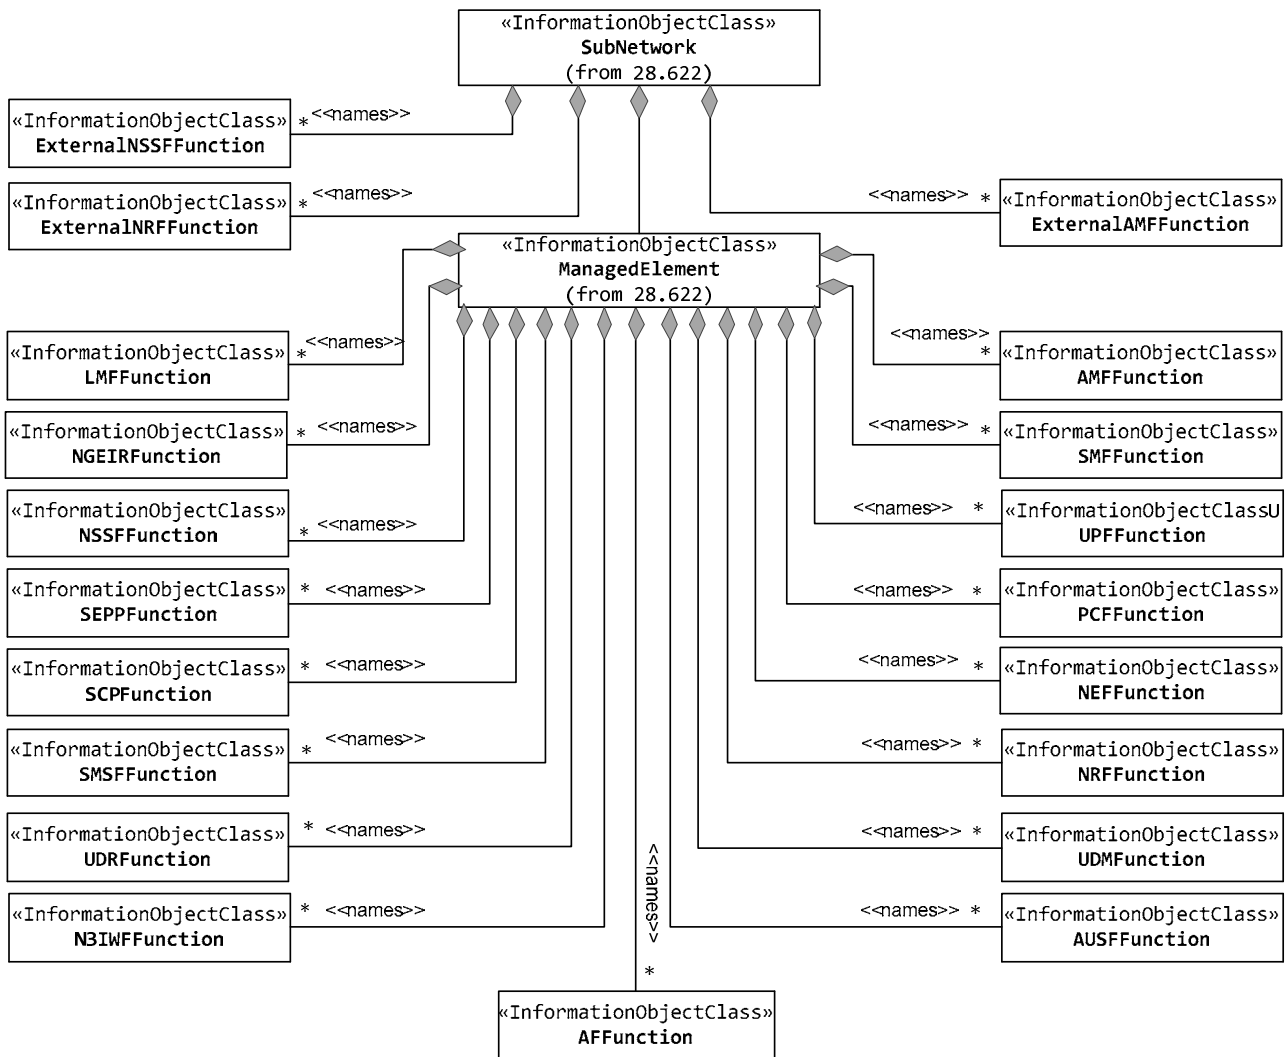 «InformationObjectClass»
SubNetwork
(from 28.622)
«InformationObjectClass»
ExternalNSSFFunction
* <<names>>
«InformationObjectClass»
ExternalNRFFunction
* <<names>>
<<names>> *
«InformationObjectClass»
ExternalAMFFunction
«InformationObjectClass»
ManagedElement
(from 28.622)
«InformationObjectClass»
LMFFunction
* <<names>>
<<names>>
*
«InformationObjectClass»
AMFFunction
«InformationObjectClass»
NGEIRFunction
* <<names>>
<<names>> *
«InformationObjectClass»
SMFFunction
«InformationObjectClass»
NSSFFunction
* <<names>>
<<names>> *
«InformationObjectClassU
UPFFunction
«InformationObjectClass»
SEPPFunction
* <<names>>
<<names>> *
«InformationObjectClass»
PCFFunction
«InformationObjectClass»
SCPFunction
* <<names>>
<<names>> *
«InformationObjectClass»
NEFFunction
«InformationObjectClass»
SMSFFunction
* <<names>>
<<names>> *
«InformationObjectClass»
NRFFunction
«InformationObjectClass»
UDRFunction
* <<names>>
<<names>> *
«InformationObjectClass»
UDMFunction
«InformationObjectClass»
N3IWFFunction
* <<names>>
<<names>> *
«InformationObjectClass»
AUSFFunction
<<names>>
*
«InformationObjectClass»
AFFunction